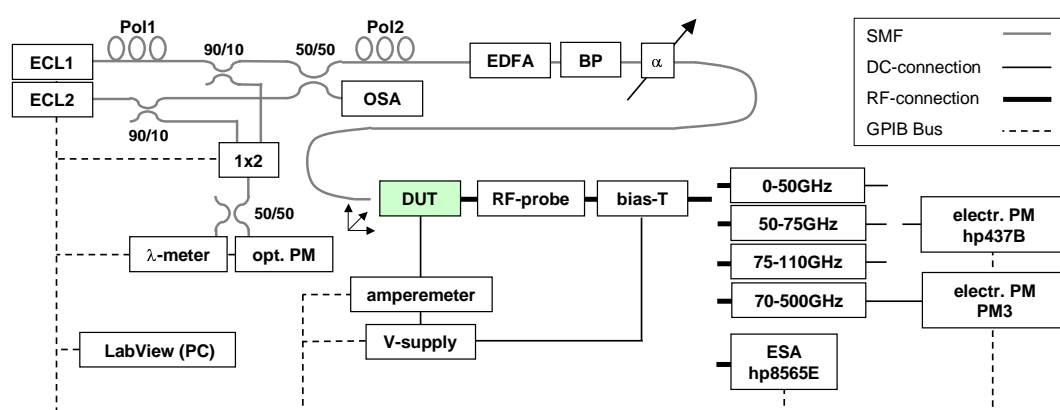 Pol1
Pol2
90/10
50/50
ECL1
ECL2
EDFA
BP
α
OSA
90/10
1x2
50/50
λ-meter
opt. PM
LabView (PC)
DUT
RF-probe
bias-T
amperemeter
V-supply
0-50GHz
50-75GHz
75-110GHz
70-500GHz
ESA
hp8565E
electr. PM
hp437B
electr. PM
PM3
SMF
DC-connection
RF-connection
GPIB Bus